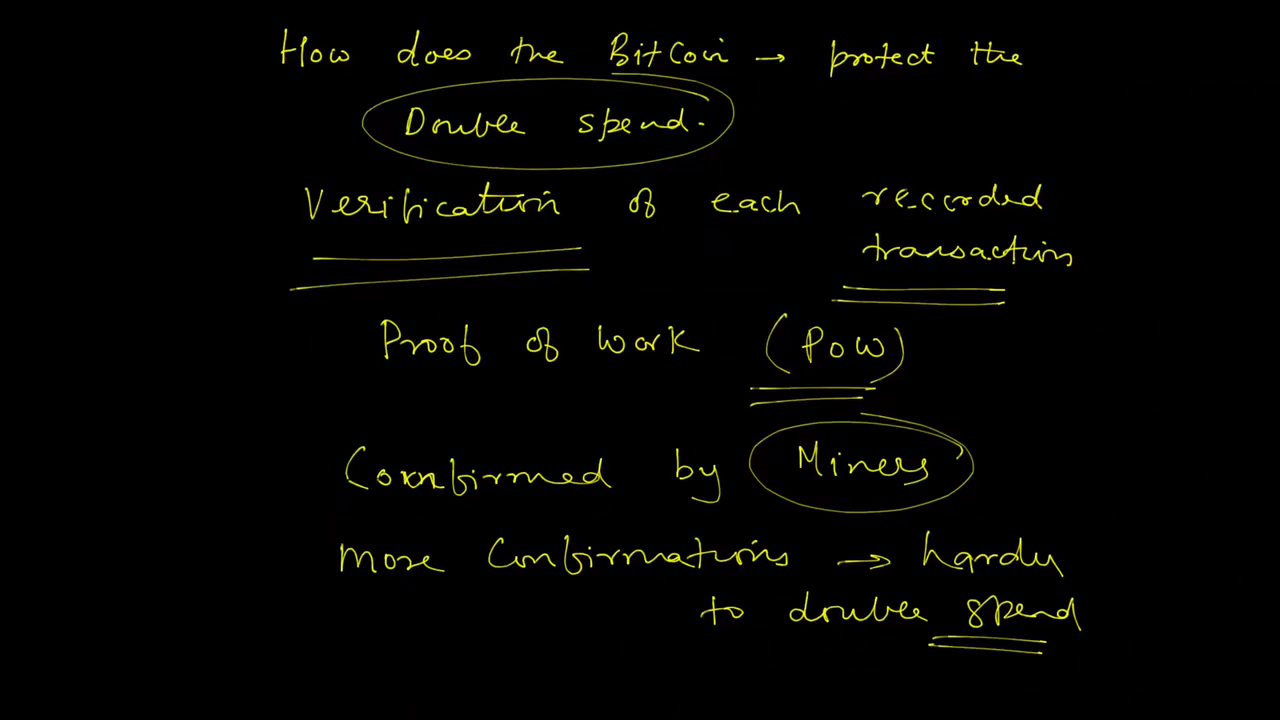 How does the BitCoin → protect the
Double spend.
Verification of each recorded
transaction
Proof of work (POW)
Confirmed by Miners
More Confirmations →
to double spend